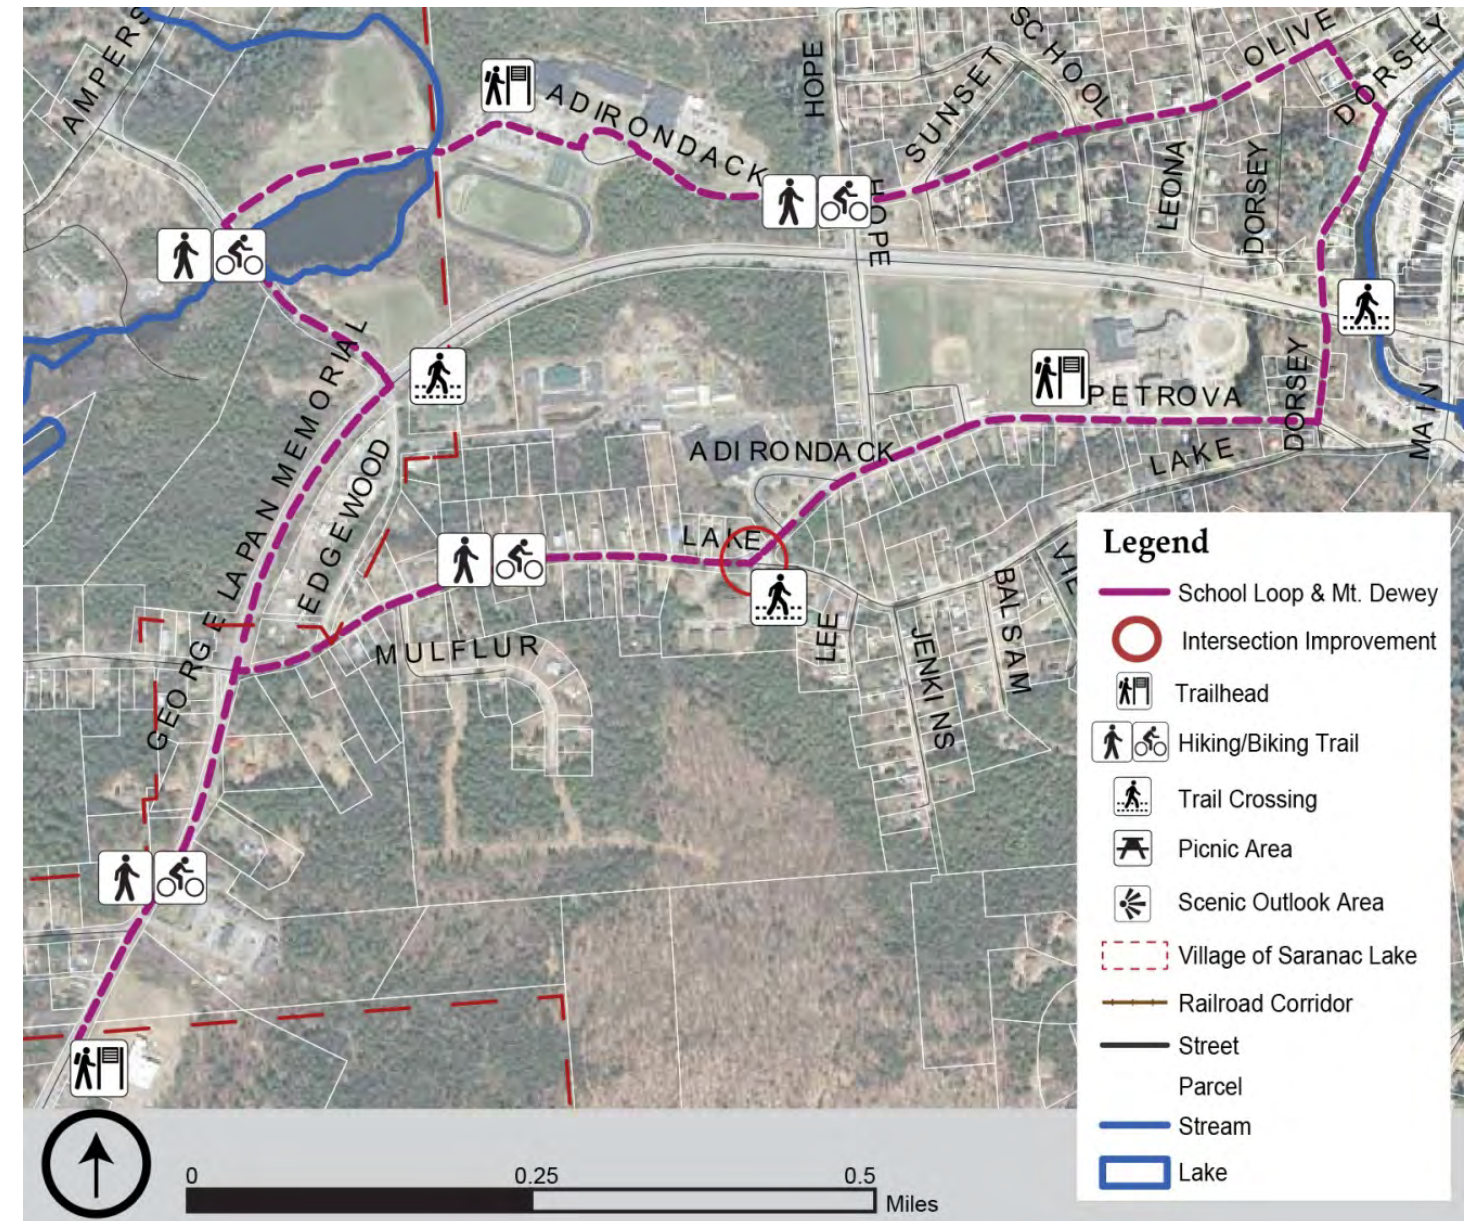 AMPERS
ADIRONDACK
HOPE
SUNSET
SCHOOL
OLIVE
DORSEY
HOPE
LEONA
DORSEY
GEORGE LAPAN MEMORIAL
EDGEWOOD
PETROVA
DORSEY
MAIN
ADIRONDACK
LAKE
LAKE
MULFLUR
LEE
JENKINS
BALSAM
VIE
Legend
School Loop & Mt. Dewey
Intersection Improvement
Trailhead
Hiking/Biking Trail
Trail Crossing
Picnic Area
Scenic Outlook Area
Village of Saranac Lake
Railroad Corridor
Street
Parcel
Stream
Lake
0 0.25 0.5
Miles